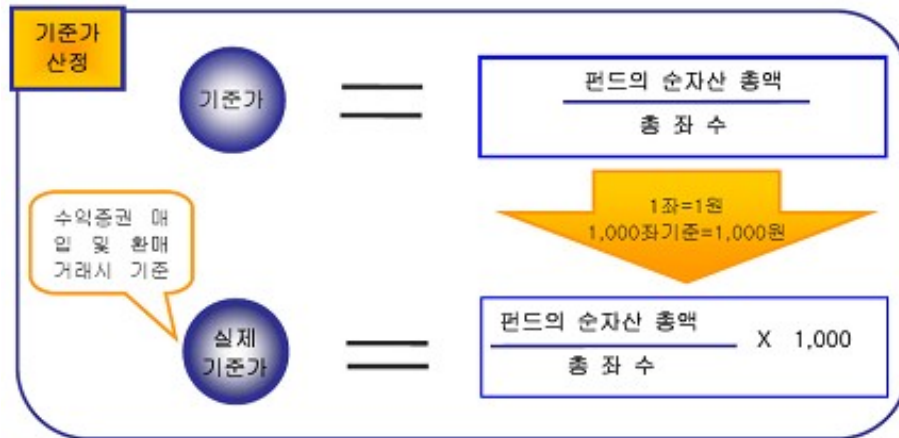 기준가
산정
기준가
펀드의 순자산 총액
총 좌 수
1좌=1원
1,000좌기준=1,000원
수익증권 매
입 및 환매
거래시 기준
실제
기준가
펀드의 순자산 총액
X 1,000
총 좌 수